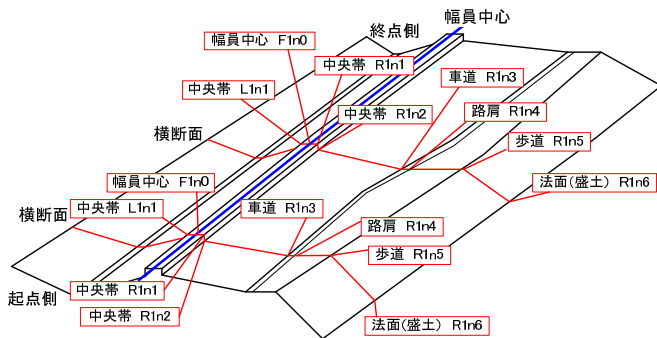 幅員中心
終点側
幅員中心 F1n0
中央帯 R1n1
車道 R1n3
中央帯 L1n1
中央帯 R1n2
路肩 R1n4
横断面
歩道 R1n5
幅員中心 F1n0
法面(盛土) R1n6
中央帯 L1n1
車道 R1n3
横断面
路肩 R1n4
歩道 R1n5
中央帯 R1n1
起点側
中央帯 R1n2
法面(盛土) R1n6